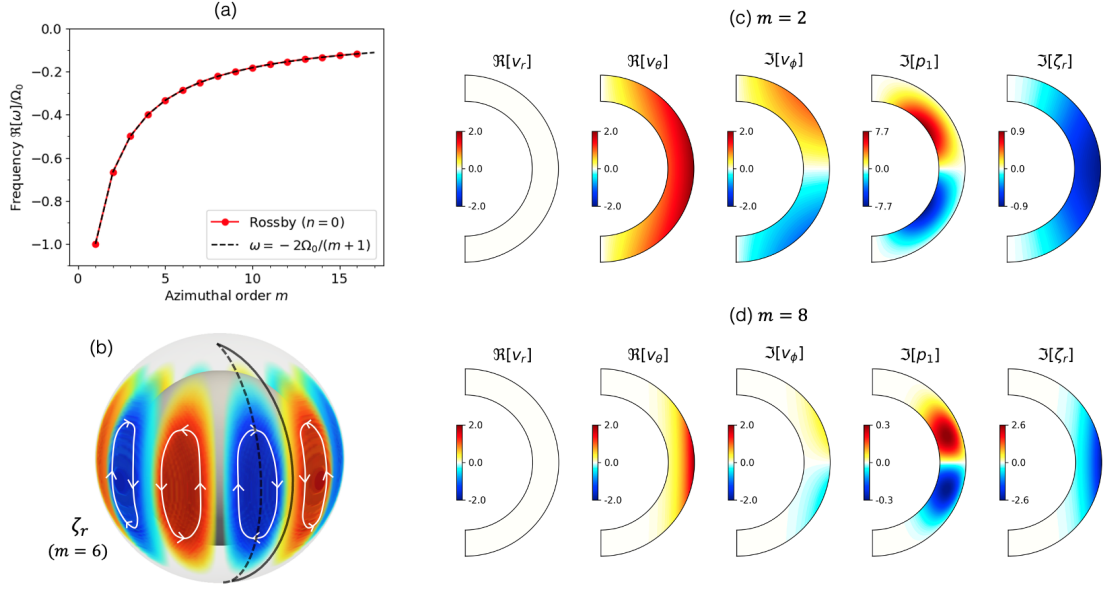 (a)
0.0
−0.2
−0.4
−0.6
−0.8
−1.0
Frequency ℜ[ω]/Ω₀
Rossby (n = 0)
ω = − 2Ω₀/(m + 1)
0
5
10
15
Azimuthal order m
(b)
ζᵣ
(m = 6)
(c) m = 2
ℜ[vᵣ]
ℜ[v_θ]
ℑ[v_ϕ]
ℑ[p₁]
ℑ[ζᵣ]
2.0
0.0
-2.0
2.0
0.0
-2.0
2.0
0.0
-2.0
7.7
0.0
-7.7
0.9
0.0
-0.9
(d) m = 8
ℜ[vᵣ]
ℜ[v_θ]
ℑ[v_ϕ]
ℑ[p₁]
ℑ[ζᵣ]
2.0
0.0
-2.0
2.0
0.0
-2.0
2.0
0.0
-2.0
0.3
0.0
-0.3
2.6
0.0
-2.6